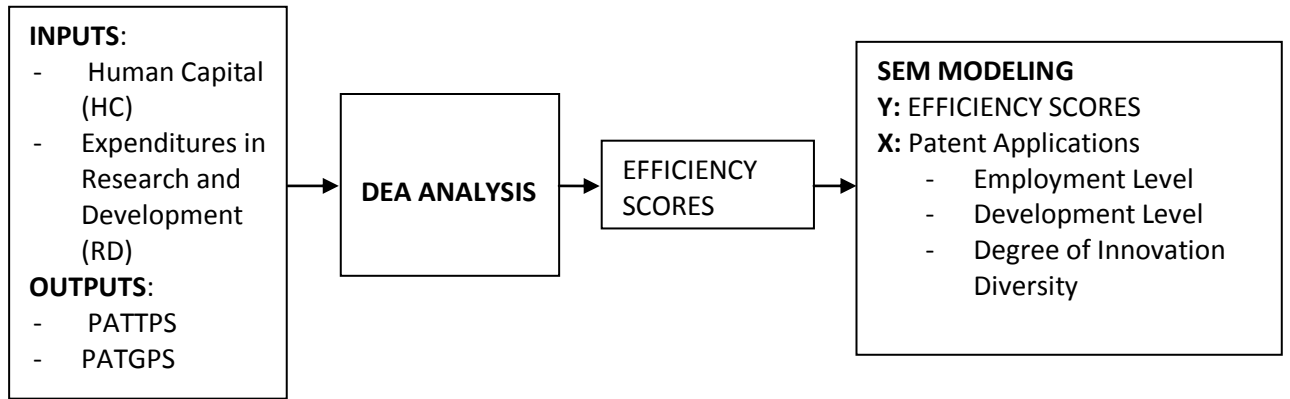 INPUTS:
- Human Capital
(HC)
- Expenditures in
Research and
Development
(RD)
OUTPUTS:
- PATTPS
- PATGPS
DEA ANALYSIS
EFFICIENCY
SCORES
SEM MODELING
Y: EFFICIENCY SCORES
X: Patent Applications
- Employment Level
- Development Level
- Degree of Innovation
Diversity